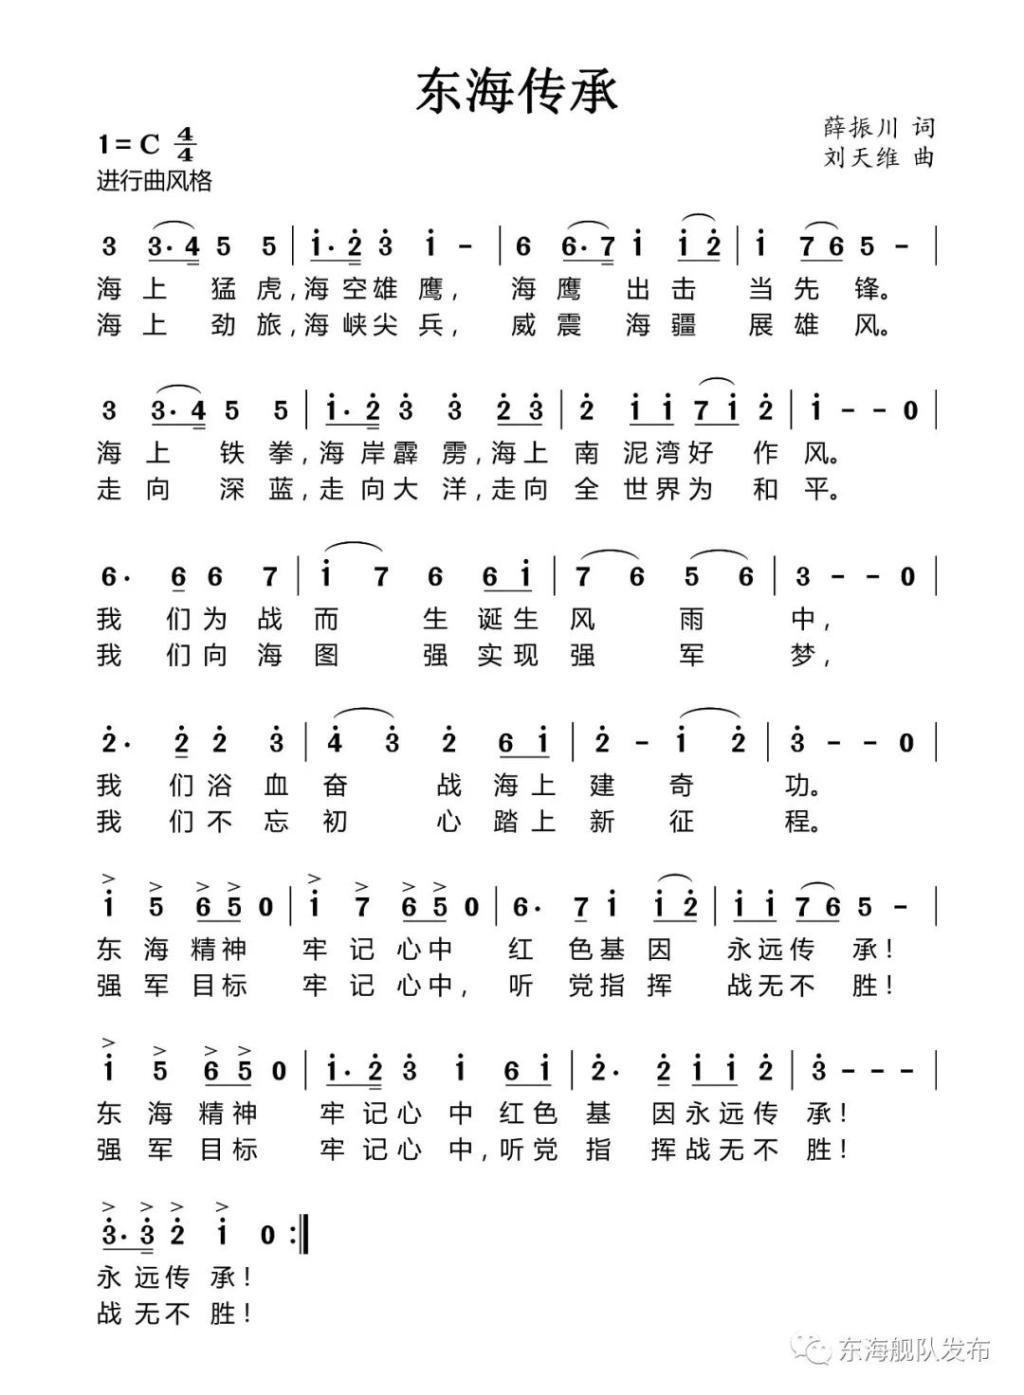 东海传承
1=C 4/4
薛振川 词
进行曲风格
刘天维 曲
3 3·4 5 5 | i·2 3 i - | 6 6·7 i i 2 | i 7 6 5 - |
海上猛虎,海空雄鹰, 海鹰出击当先锋。
海上劲旅,海峡尖兵, 威震海疆展雄风。
3 3·4 5 5 | i·2 3 3 2 3 | 2 i i 7 i 2 | i - - 0 |
海上铁拳,海岸霹雳,海上南泥湾好作风。
走向深蓝,走向大洋,走向全世界为和平。
6· 6 6 7 | i 7 6 6 i | 7 6 5 6 | 3 - - 0 |
我们为战而生诞生风雨中,
我们向海图强实现强军梦,
2· 2 2 3 | 4 3 2 6 i | 2 - i 2 | 3 - - 0 |
我们浴血奋战海上建奇功。
我们不忘初心踏上新征程。
i 5 6 5 0 | i 7 6 5 0 | 6· 7 i i 2 | i i 7 6 5 - |
东海精神牢记心中红色基因永远传承!
强军目标牢记心中,听党指挥战无不胜!
i 5 6 5 0 | i·2 3 i 6 i | 2· 2 i i 2 | 3 - - - |
东海精神牢记心中红色基因永远传承!
强军目标牢记心中,听党指挥战无不胜!
3·3 2 i 0 :‖
永远传承!
战无不胜!
东海舰队发布